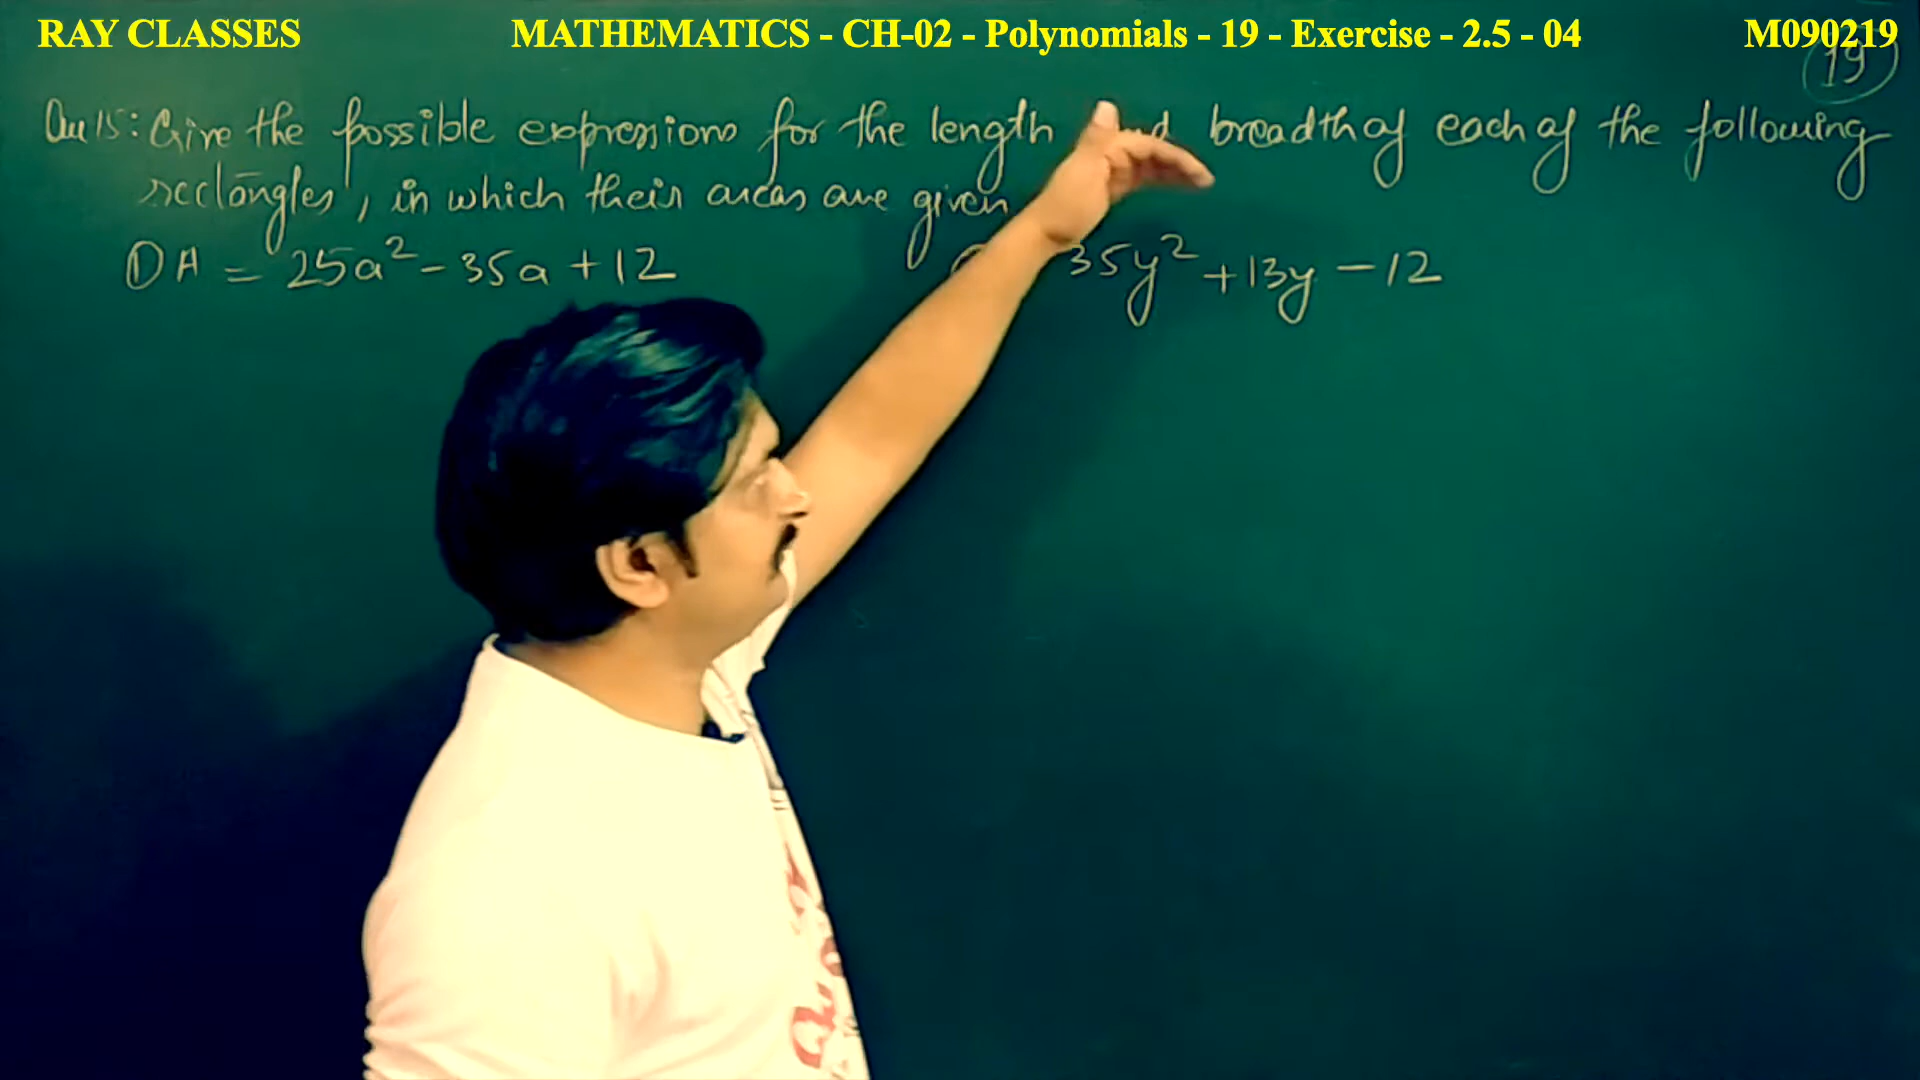 RAY CLASSES MATHEMATICS - CH-02 - Polynomials - 19 - Exercise - 2.5 - 04 M090219
19
Qu 15: Give the possible expressions for the length and breadth of each of the following
rectangles, in which their areas are given
① A = 25a² - 35a + 12 35y² + 13y - 12